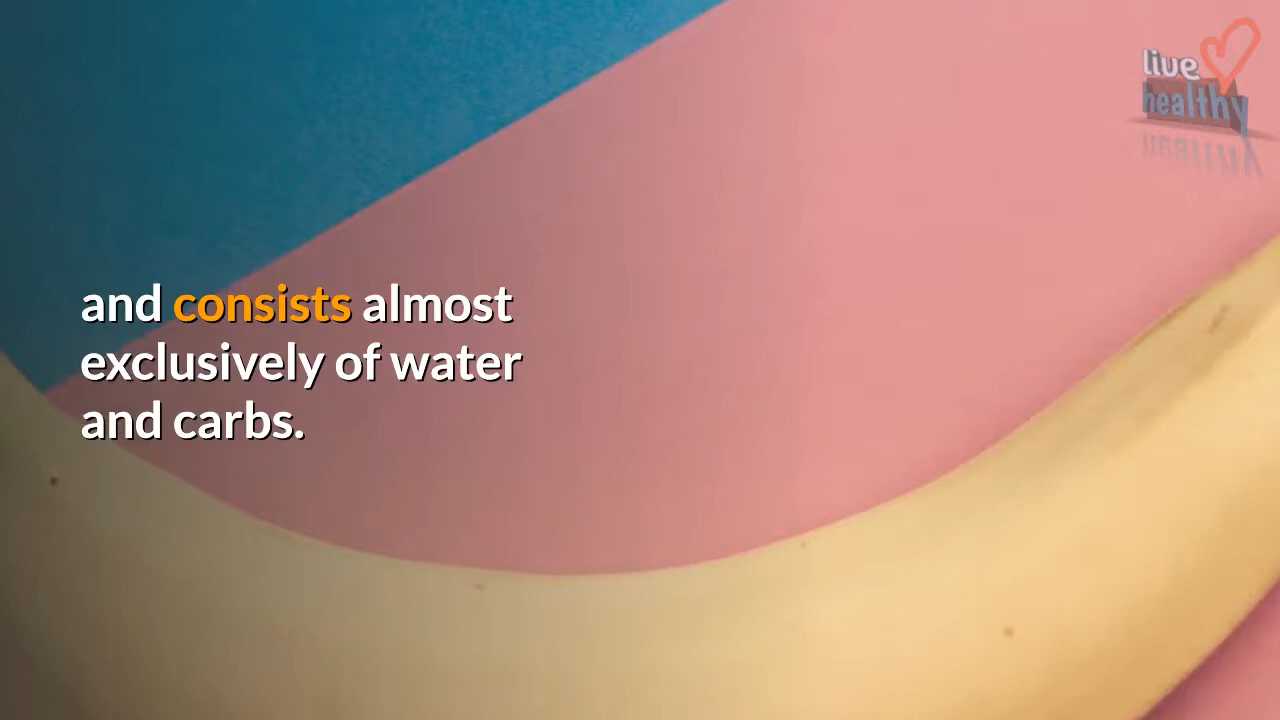 live
healthy
and consists almost
exclusively of water
and carbs.